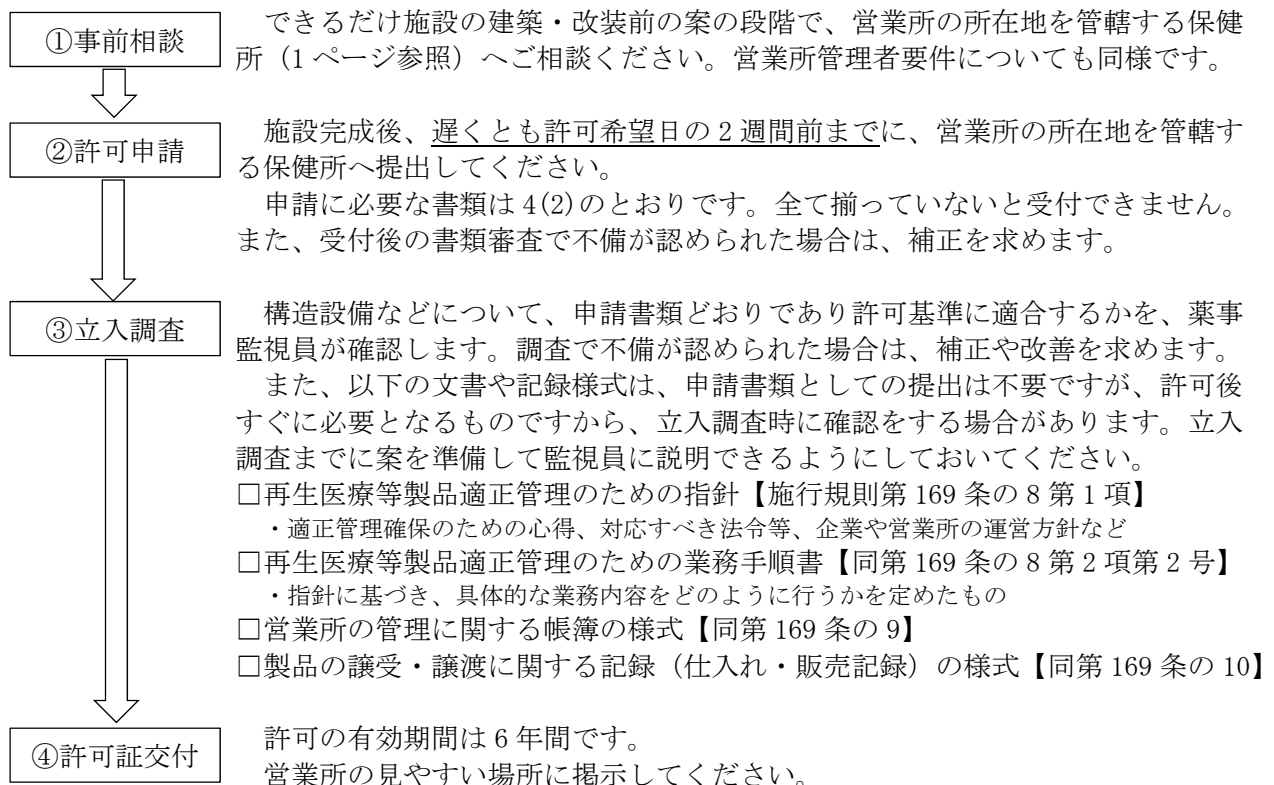 ①事前相談
できるだけ施設の建築・改装前の案の段階で、営業所の所在地を管轄する保健
所（1 ページ参照）へご相談ください。営業所管理者要件についても同様です。
②許可申請
施設完成後、遅くとも許可希望日の 2 週間前までに、営業所の所在地を管轄す
る保健所へ提出してください。
申請に必要な書類は 4(2)のとおりです。全て揃っていないと受付できません。
また、受付後の書類審査で不備が認められた場合は、補正を求めます。
③立入調査
構造設備などについて、申請書類どおりであり許可基準に適合するかを、薬事
監視員が確認します。調査で不備が認められた場合は、補正や改善を求めます。
また、以下の文書や記録様式は、申請書類としての提出は不要ですが、許可後
すぐに必要となるものですから、立入調査時に確認をする場合があります。立入
調査までに案を準備して監視員に説明できるようにしておいてください。
□再生医療等製品適正管理のための指針【施行規則第 169 条の 8 第 1 項】
・適正管理確保のための心得、対応すべき法令等、企業や営業所の運営方針など
□再生医療等製品適正管理のための業務手順書【同第 169 条の 8 第 2 項第 2 号】
・指針に基づき、具体的な業務内容をどのように行うかを定めたもの
□営業所の管理に関する帳簿の様式【同第 169 条の 9】
□製品の譲受・譲渡に関する記録（仕入れ・販売記録）の様式【同第 169 条の 10】
④許可証交付
許可の有効期間は 6 年間です。
営業所の見やすい場所に掲示してください。